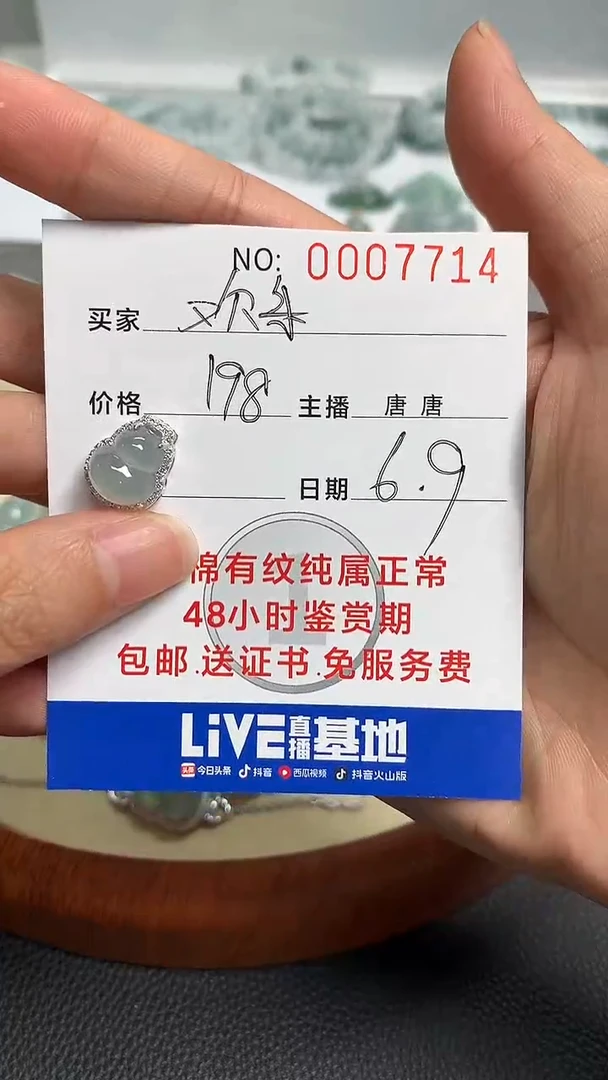 NO: 0007714
买家
价格 198 主播 唐唐
日期 6.9
棉有纹纯属正常
48小时鉴赏期
包邮.送证书.免服务费
LiVE直播基地
头条 今日头条 抖音 西瓜视频 抖音火山版